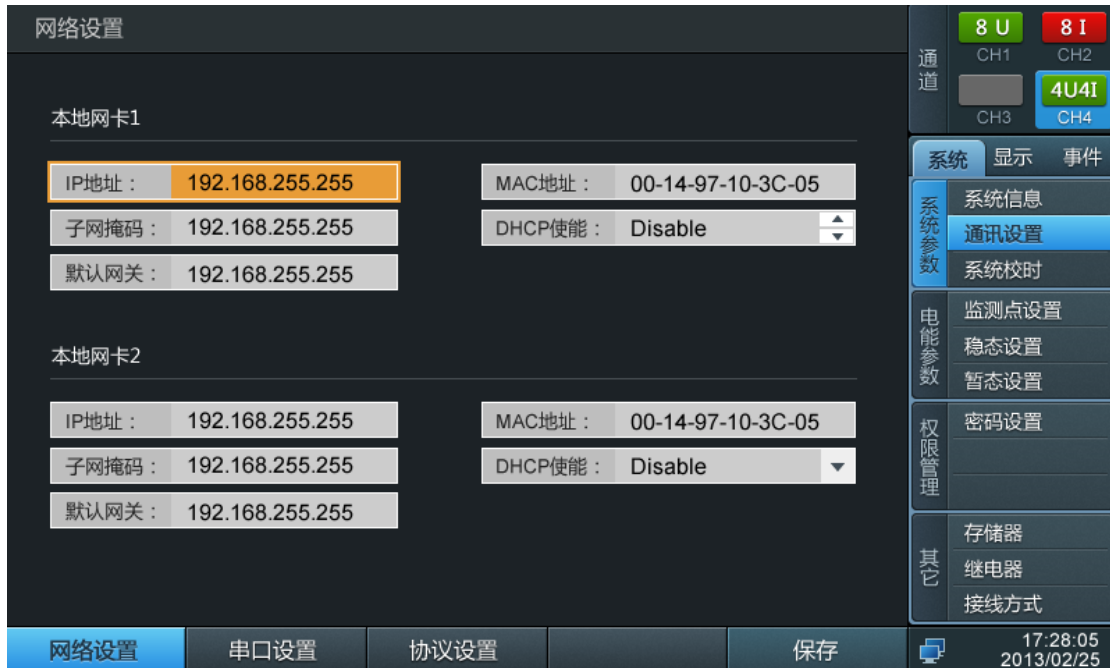 网络设置
本地网卡1
IP地址： 192.168.255.255 MAC地址： 00-14-97-10-3C-05
子网掩码： 192.168.255.255 DHCP使能： Disable
默认网关： 192.168.255.255
本地网卡2
IP地址： 192.168.255.255 MAC地址： 00-14-97-10-3C-05
子网掩码： 192.168.255.255 DHCP使能： Disable
默认网关： 192.168.255.255
网络设置 串口设置 协议设置 保存
通道
8 U 8 I
CH1 CH2
4U4I
CH3 CH4
系统 显示 事件
系统参数
系统信息
通讯设置
系统校时
电能参数
监测点设置
稳态设置
暂态设置
权限管理
密码设置
其它
存储器
继电器
接线方式
17:28:05
2013/02/25